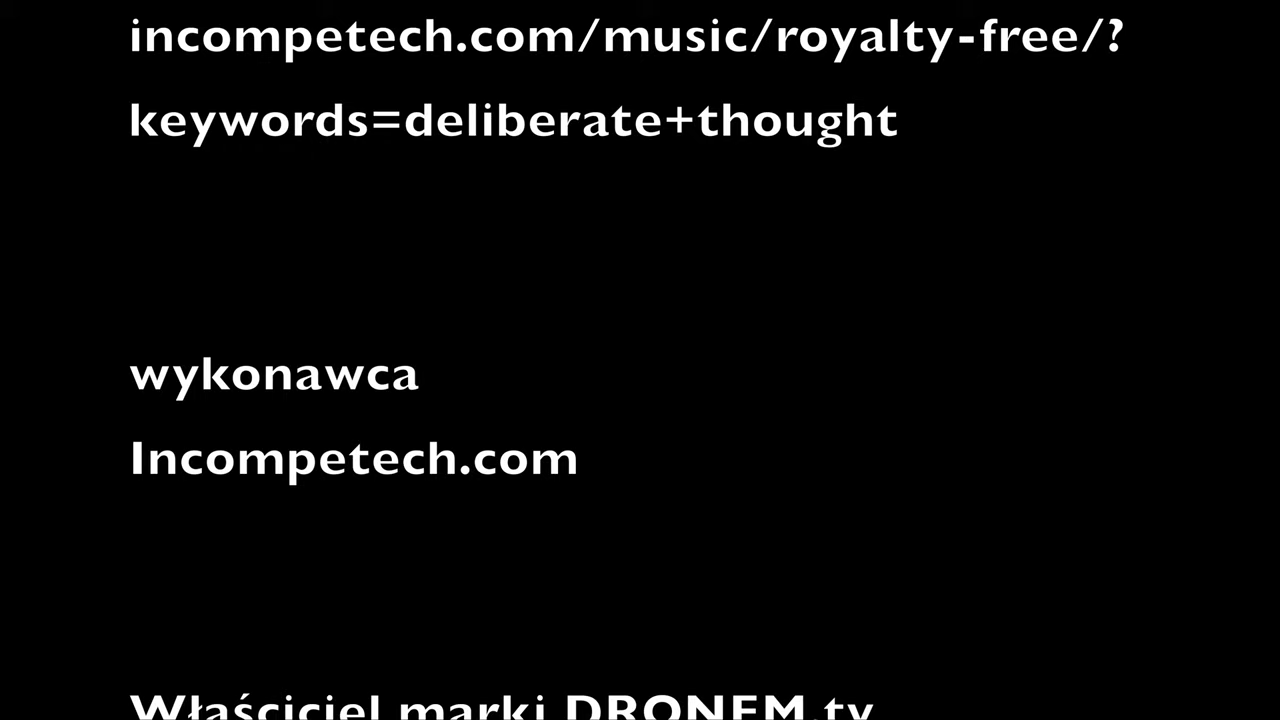 incompetech.com/music/royalty-free/?
keywords=deliberate+thought
wykonawca
Incompetech.com
Właściciel marki DRONEM.tv